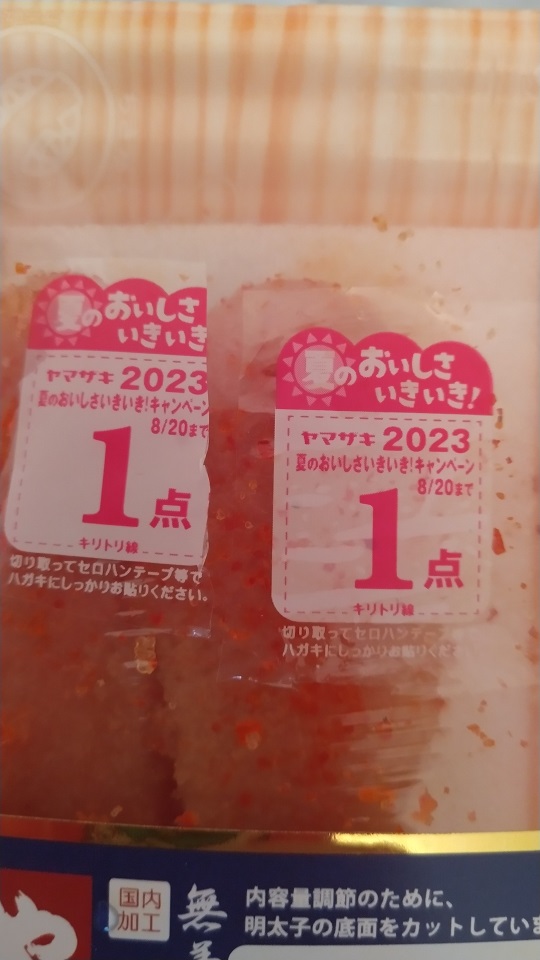 夏のおいしさ
いきいき
ヤマザキ 2023
夏のおいしさいきいき!キャンペーン
8/20まで
1点
キリトリ線
切り取ってセロハンテープ等で
ハガキにしっかりお貼りください。
夏のおいしさ
いきいき!
ヤマザキ 2023
夏のおいしさいきいき!キャンペーン
8/20まで
1点
キリトリ線
切り取ってセロハンテープ等
ハガキにしっかりお貼りくださ
国内
加工
無
内容量調節のために、
明太子の底面をカットしていま